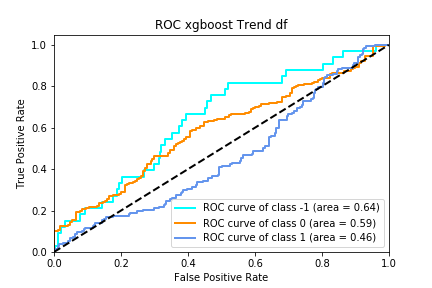 ROC xgboost Trend df
True Positive Rate
1.0
0.8
0.6
0.4
0.2
0.0
ROC curve of class -1 (area = 0.64)
ROC curve of class 0 (area = 0.59)
ROC curve of class 1 (area = 0.46)
0.0 0.2 0.4 0.6 0.8 1.0
False Positive Rate